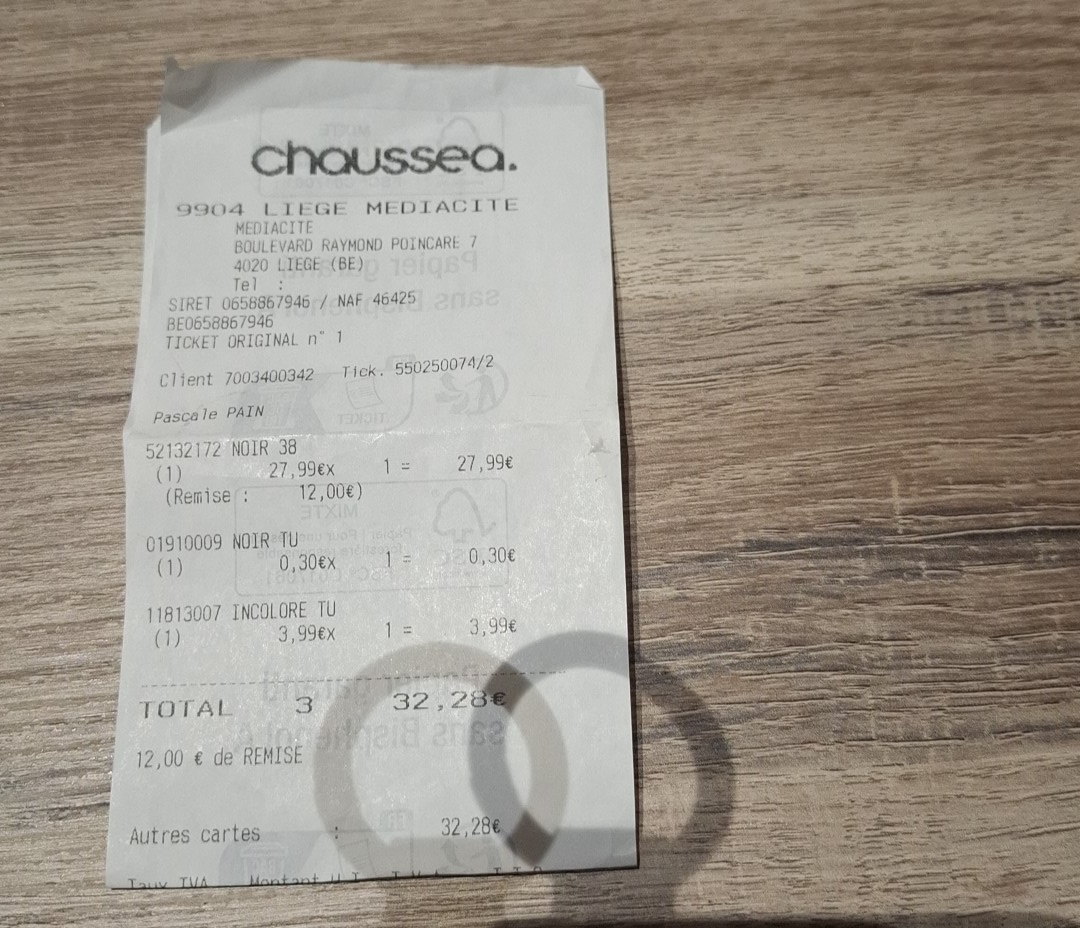 chaussea.
9904 LIEGE MEDIACITE
MEDIACITE
BOULEVARD RAYMOND POINCARE 7
4020 LIEGE (BE)
Tel :
SIRET 0658867946 / NAF 46425
BE0658867946
TICKET ORIGINAL n° 1
Client 7003400342 Tick. 550250074/2
Pascale PAIN
52132172 NOIR 38
(1) 27,99€x 1 = 27,99€
(Remise : 12,00€)
01910009 NOIR TU
(1) 0,30€x 1 = 0,30€
11813007 INCOLORE TU
(1) 3,99€x 1 = 3,99€
TOTAL 3 32,28€
12,00 € de REMISE
Autres cartes : 32,28€
Taux TVA Montant